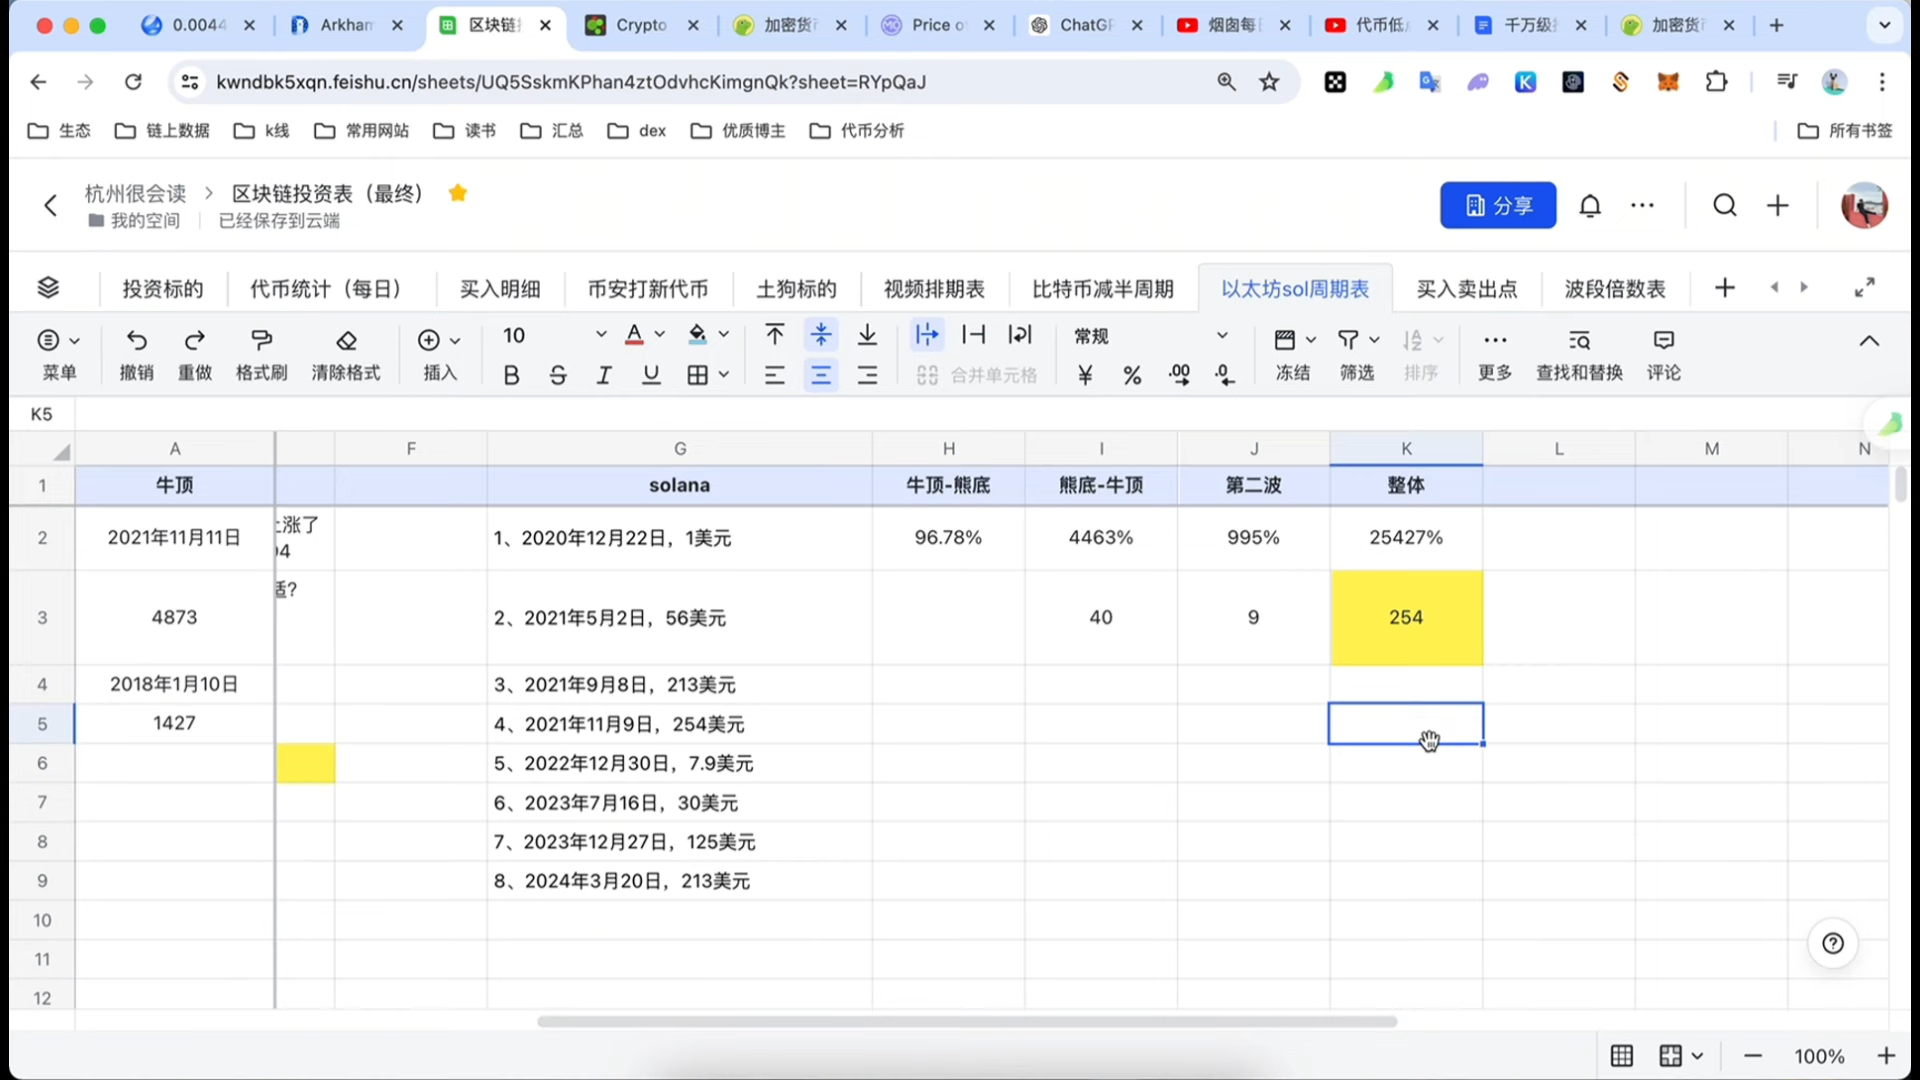 0.0044
Arkham
区块链
Crypto
加密货币
Price o
ChatGP
烟囱每日
代币低
千万级
加密货币
kwndbk5xqn.feishu.cn/sheets/UQ5SskmKPhan4ztOdvhcKimgnQk?sheet=RYpQaJ
生态
链上数据
k线
常用网站
读书
汇总
dex
优质博主
代币分析
所有书签
杭州很会读
区块链投资表（最终）
我的空间
已经保存到云端
分享
投资标的
代币统计（每日）
买入明细
币安打新代币
土狗标的
视频排期表
比特币减半周期
以太坊sol周期表
买入卖出点
波段倍数表
菜单
撤销
重做
格式刷
清除格式
插入
10
合并单元格
常规
冻结
筛选
排序
更多
查找和替换
评论
K5
A F G H I J K L M N
1 牛顶 solana 牛顶-熊底 熊底-牛顶 第二波 整体
2 2021年11月11日 上涨了 1、2020年12月22日，1美元 96.78% 4463% 995% 25427%
3 4873 适? 2、2021年5月2日，56美元 40 9 254
4 2018年1月10日 3、2021年9月8日，213美元
5 1427 4、2021年11月9日，254美元
6 5、2022年12月30日，7.9美元
7 6、2023年7月16日，30美元
8 7、2023年12月27日，125美元
9 8、2024年3月20日，213美元
10
11
12
100%